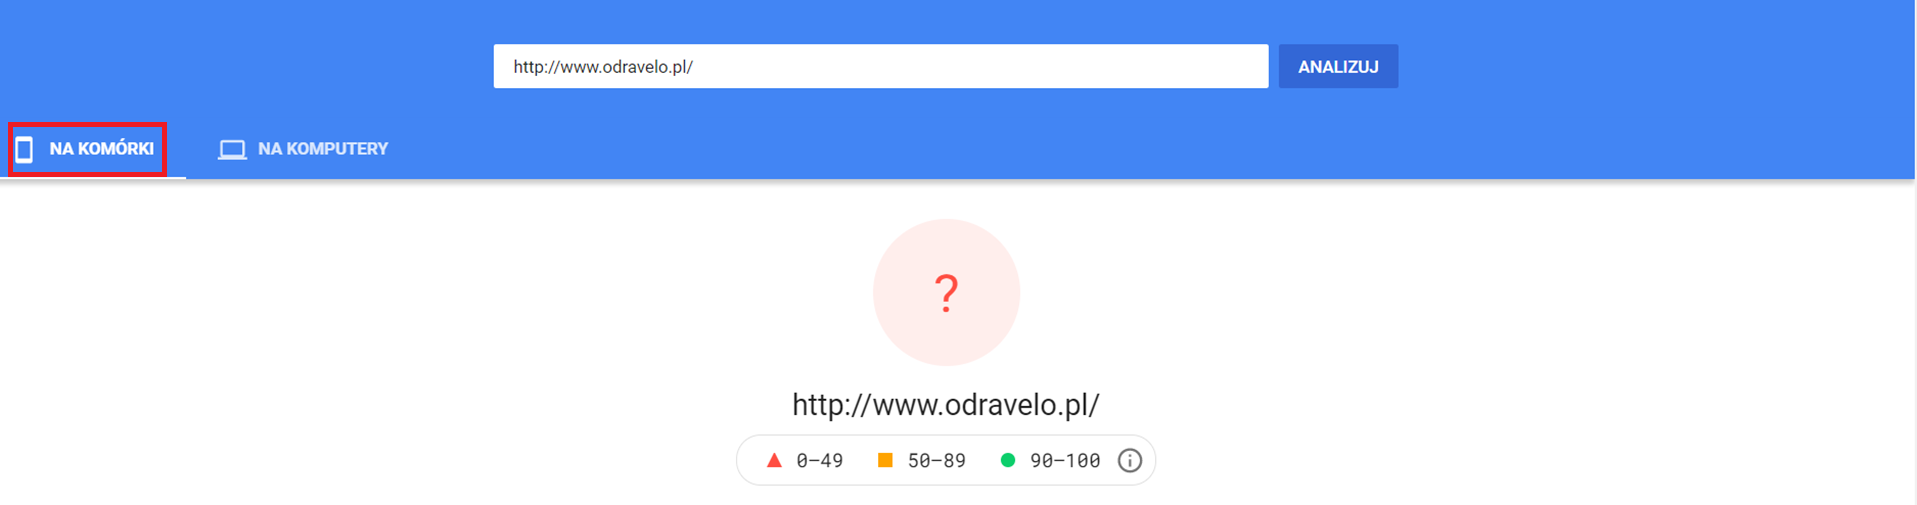 http://www.odravelo.pl/ ANALIZUJ
NA KOMÓRKI NA KOMPUTERY
?
http://www.odravelo.pl/
0–49 50–89 90–100